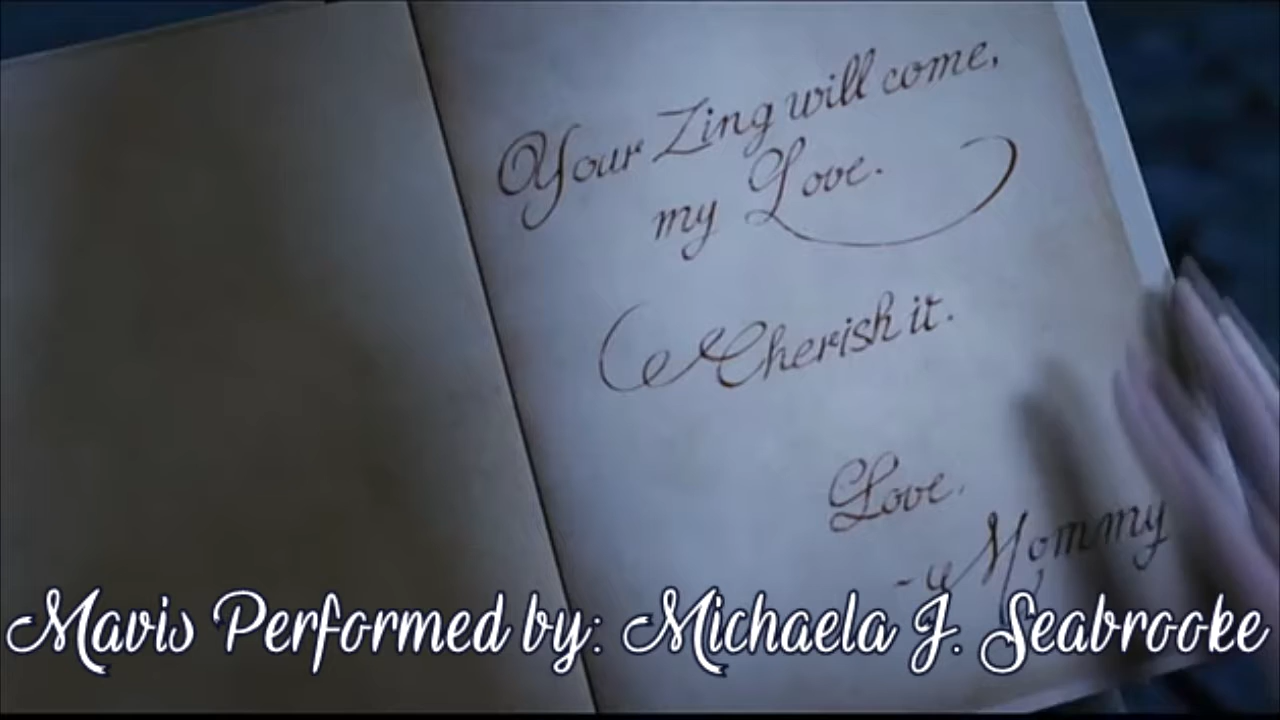 Your Zing will come,
my Love.
Cherish it.
Love,
- Mommy
Mavis Performed by: Michaela J. Seabrooke